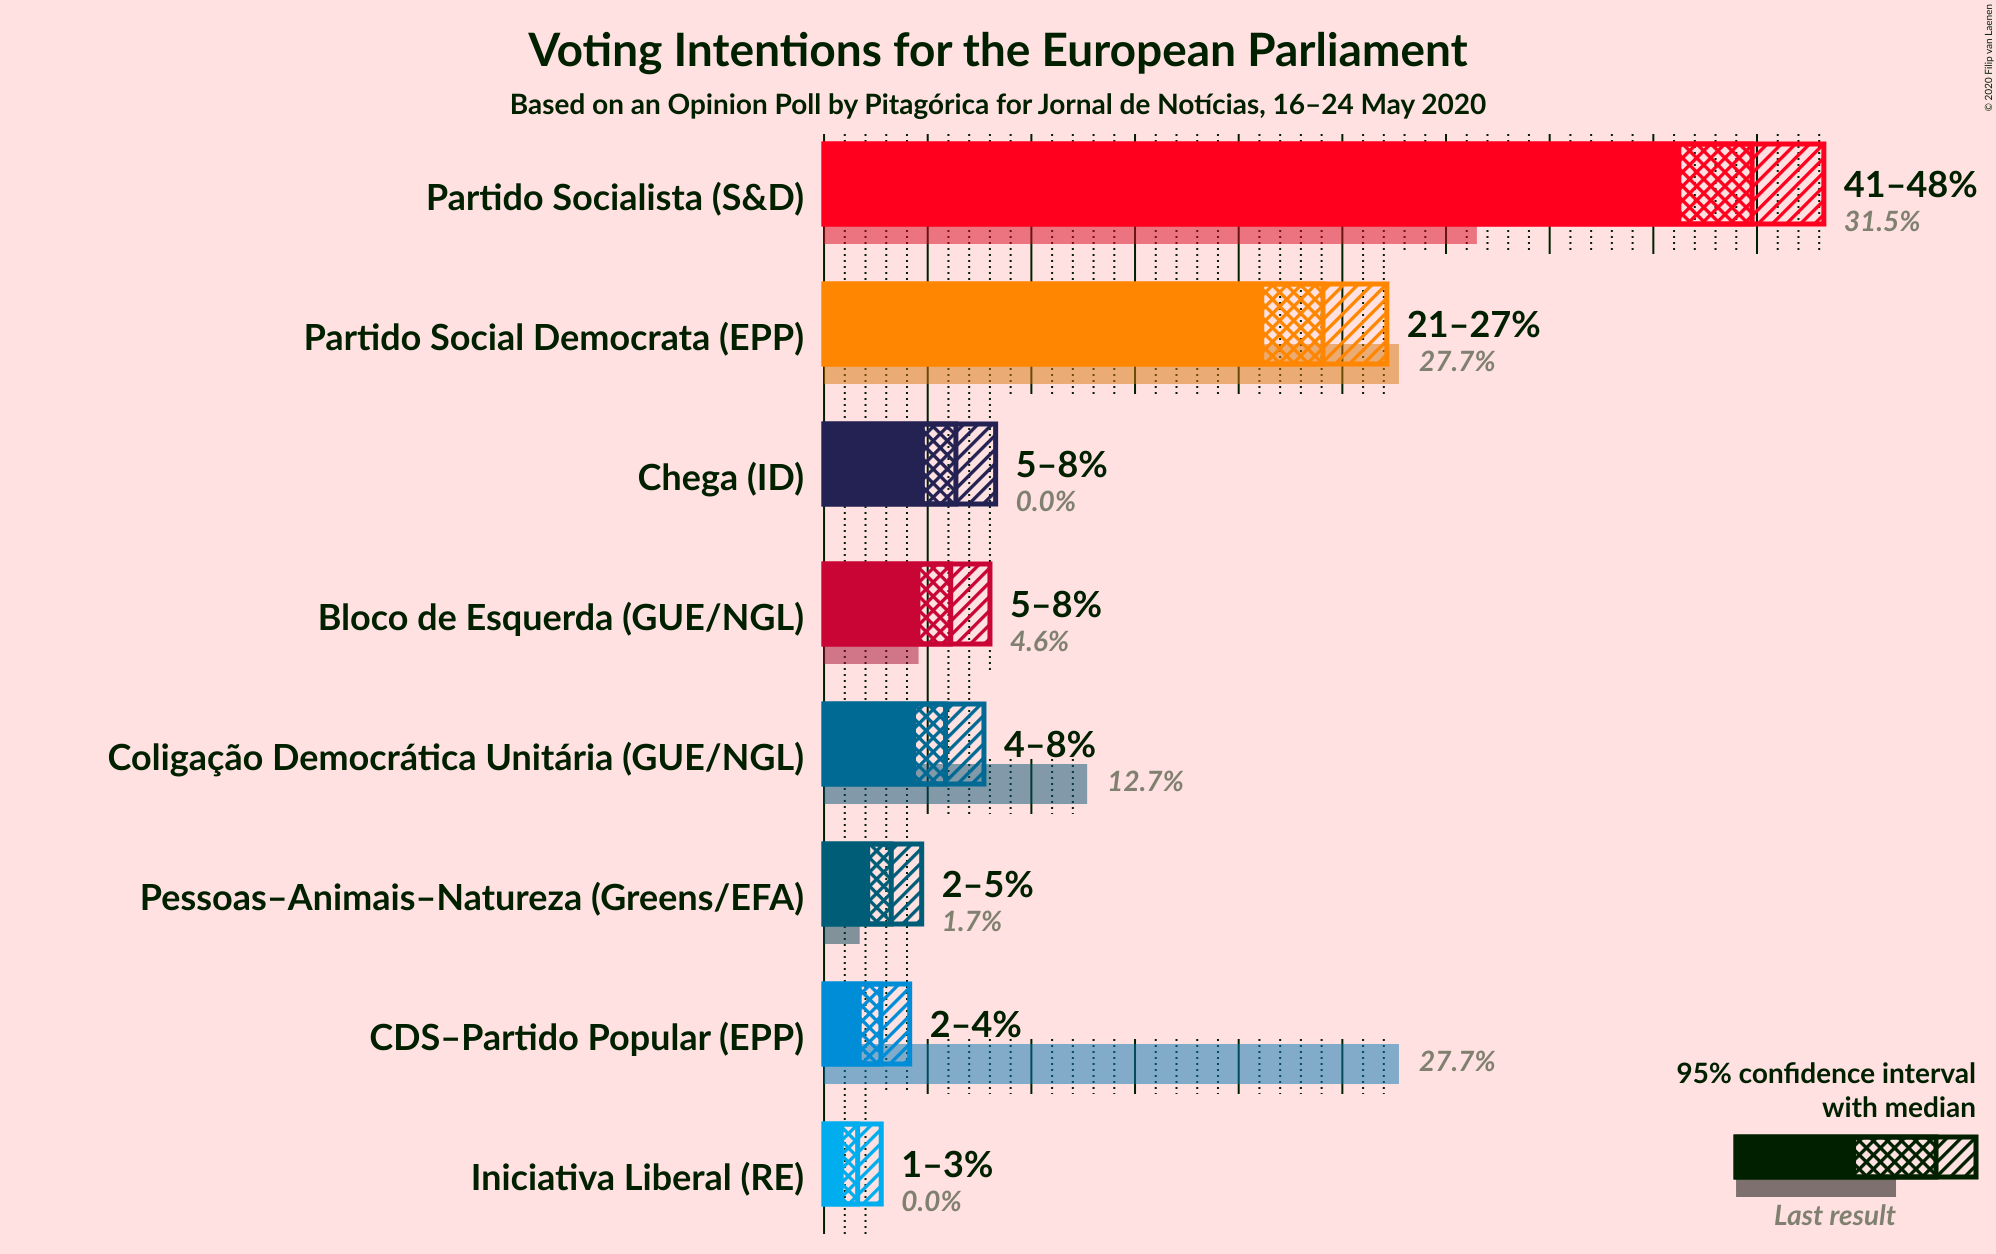 Voting Intentions for the European Parliament
Based on an Opinion Poll by Pitagórica for Jornal de Notícias, 16–24 May 2020
© 2020 Filip van Laenen
Partido Socialista (S&D)
41–48%
31.5%
Partido Social Democrata (EPP)
21–27%
27.7%
Chega (ID)
5–8%
0.0%
Bloco de Esquerda (GUE/NGL)
5–8%
4.6%
Coligação Democrática Unitária (GUE/NGL)
4–8%
12.7%
Pessoas–Animais–Natureza (Greens/EFA)
2–5%
1.7%
CDS–Partido Popular (EPP)
2–4%
27.7%
Iniciativa Liberal (RE)
1–3%
0.0%
95% confidence interval
with median
Last result